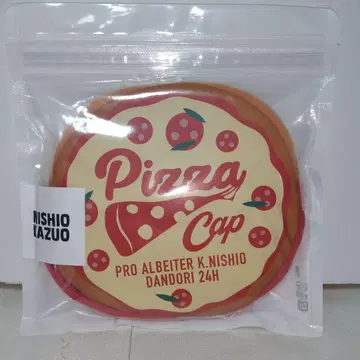 Pizza
Cap
PRO ALBEITER K.NISHIO
DANDORI 24H
NISHIO
KAZUO